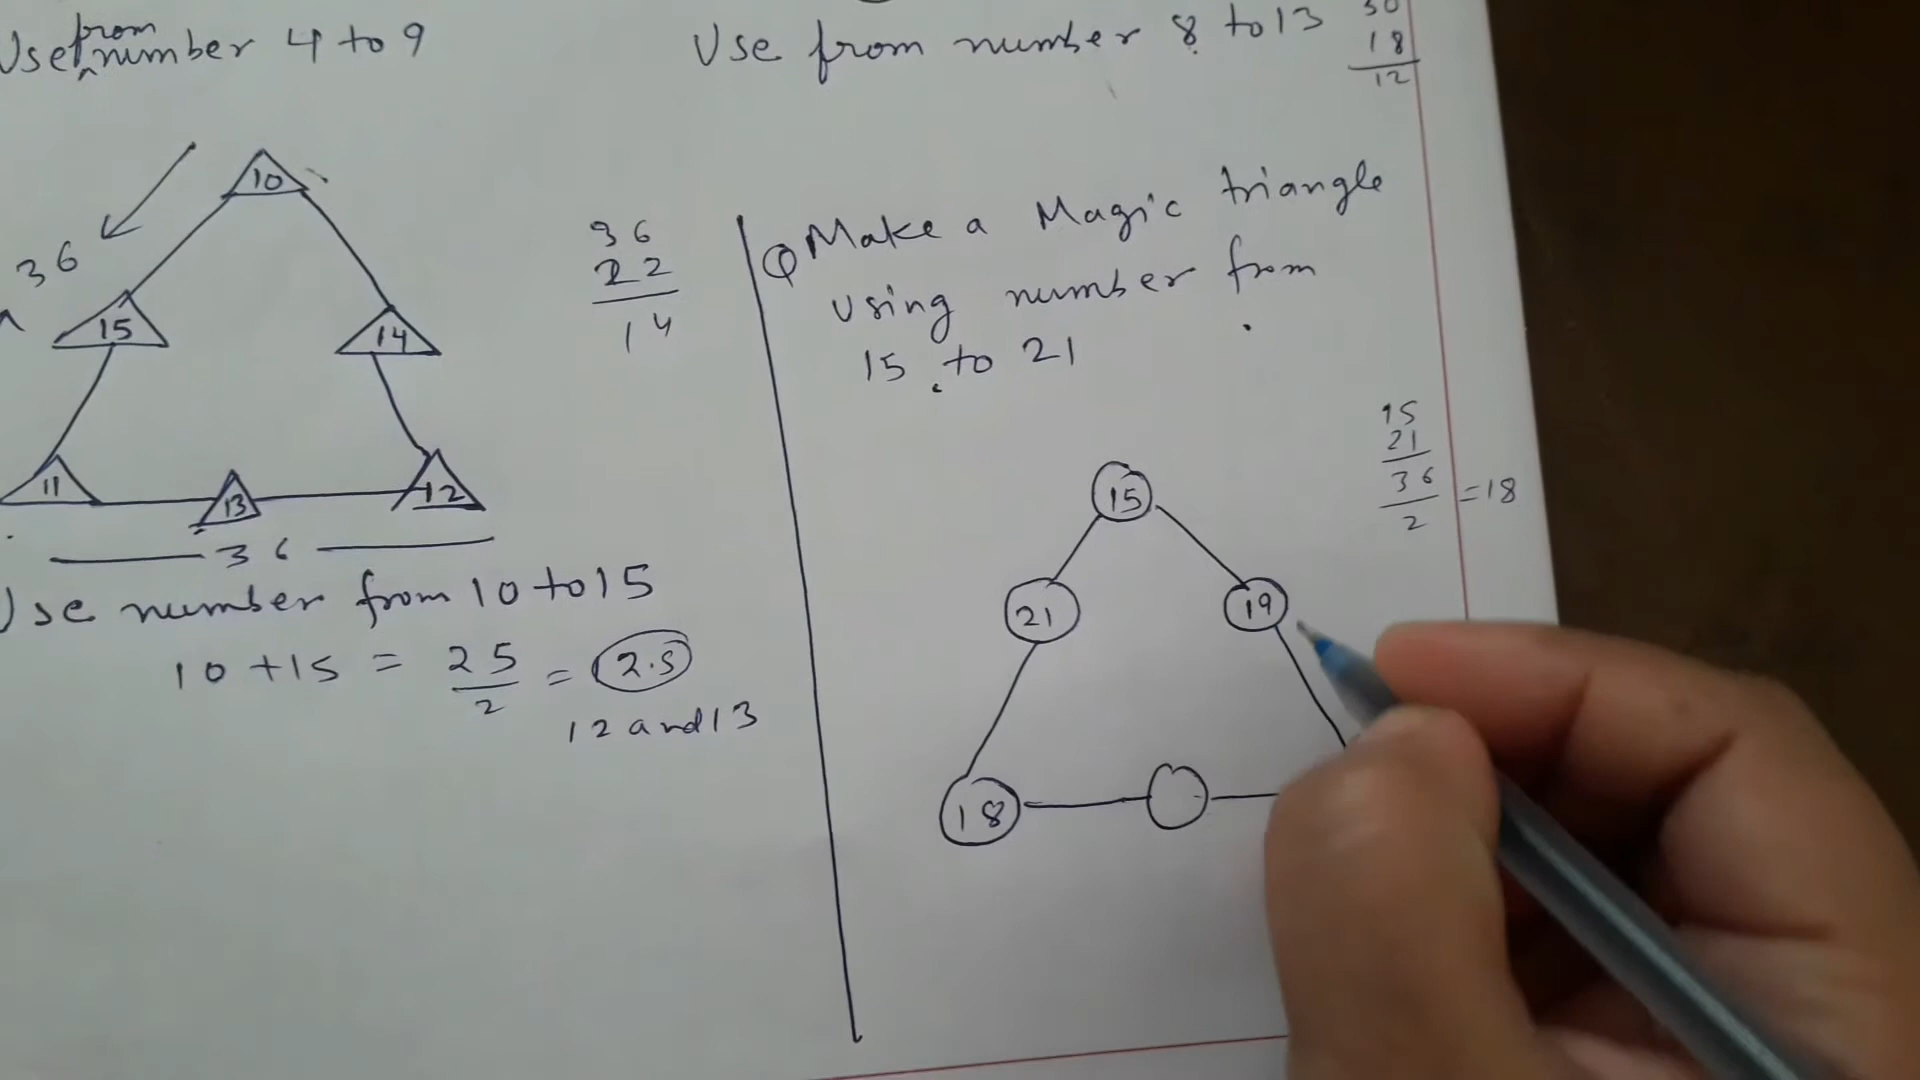 Use from number 4 to 9
10
15
14
11
13
12
36
36
22
14
36
Use number from 10 to 15
10 + 15 = 25/2 = 2.5
12 and 13
Use from number 8 to 13
30
18
12
Q Make a Magic triangle
using number from
15 to 21
15
21
36
2
=18
15
21
19
18